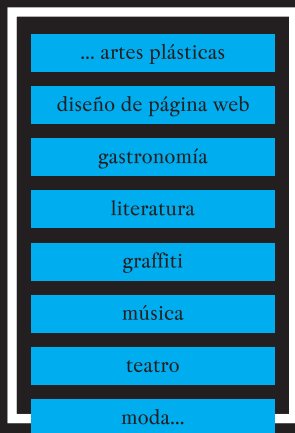 ... artes plásticas
diseño de página web
gastronomía
literatura
graffiti
música
teatro
moda...